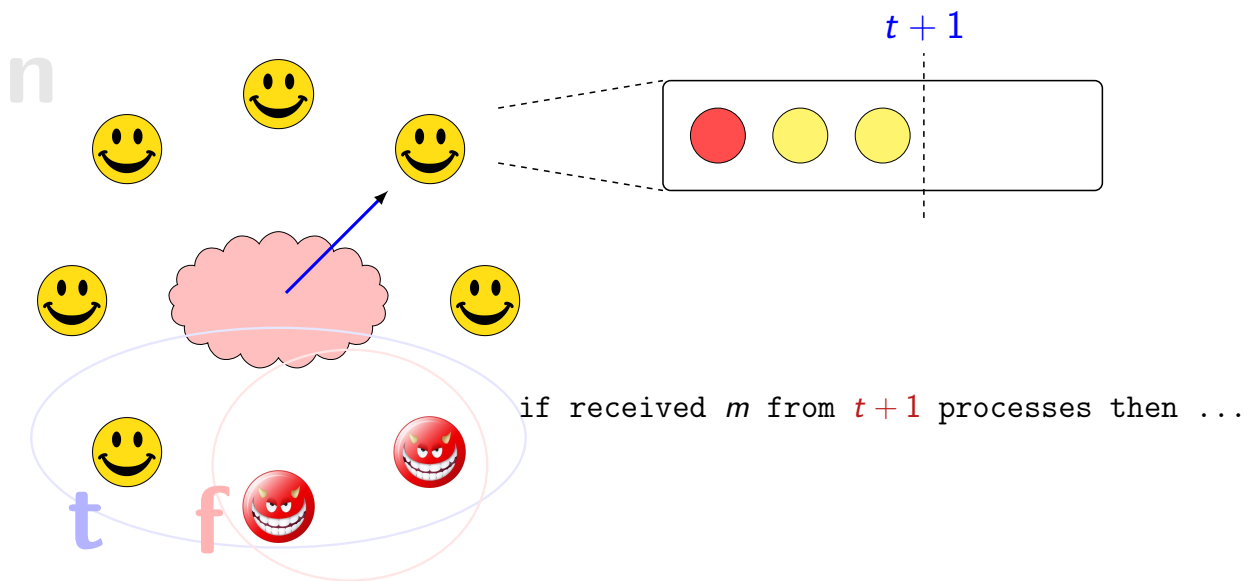 n
t + 1
if received m from t + 1 processes then ...
t f